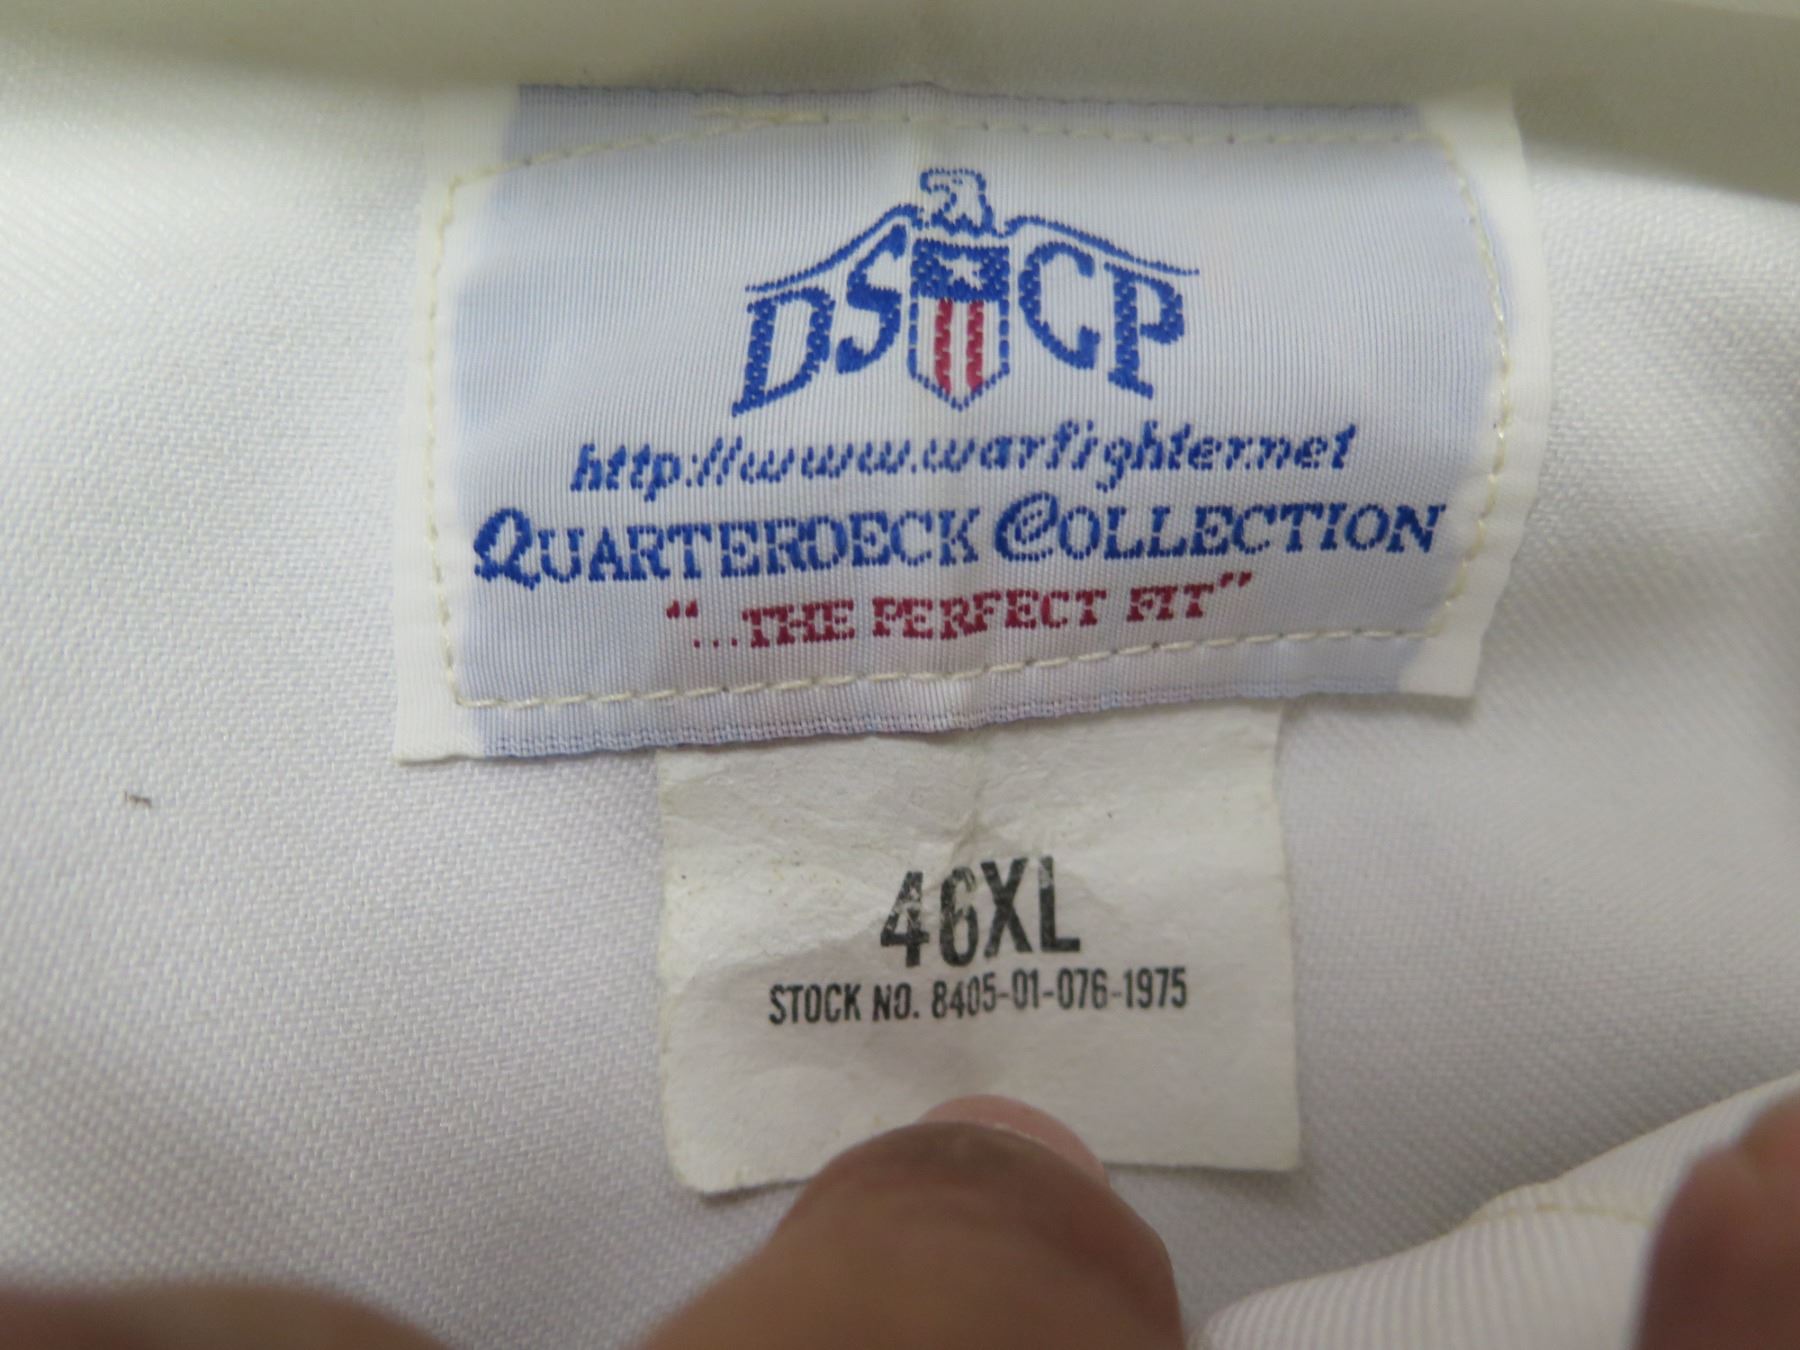 DSCP
http://www.warfighter.net
QUARTERDECK COLLECTION
"...THE PERFECT FIT"
46XL
STOCK NO. 8405-01-076-1975